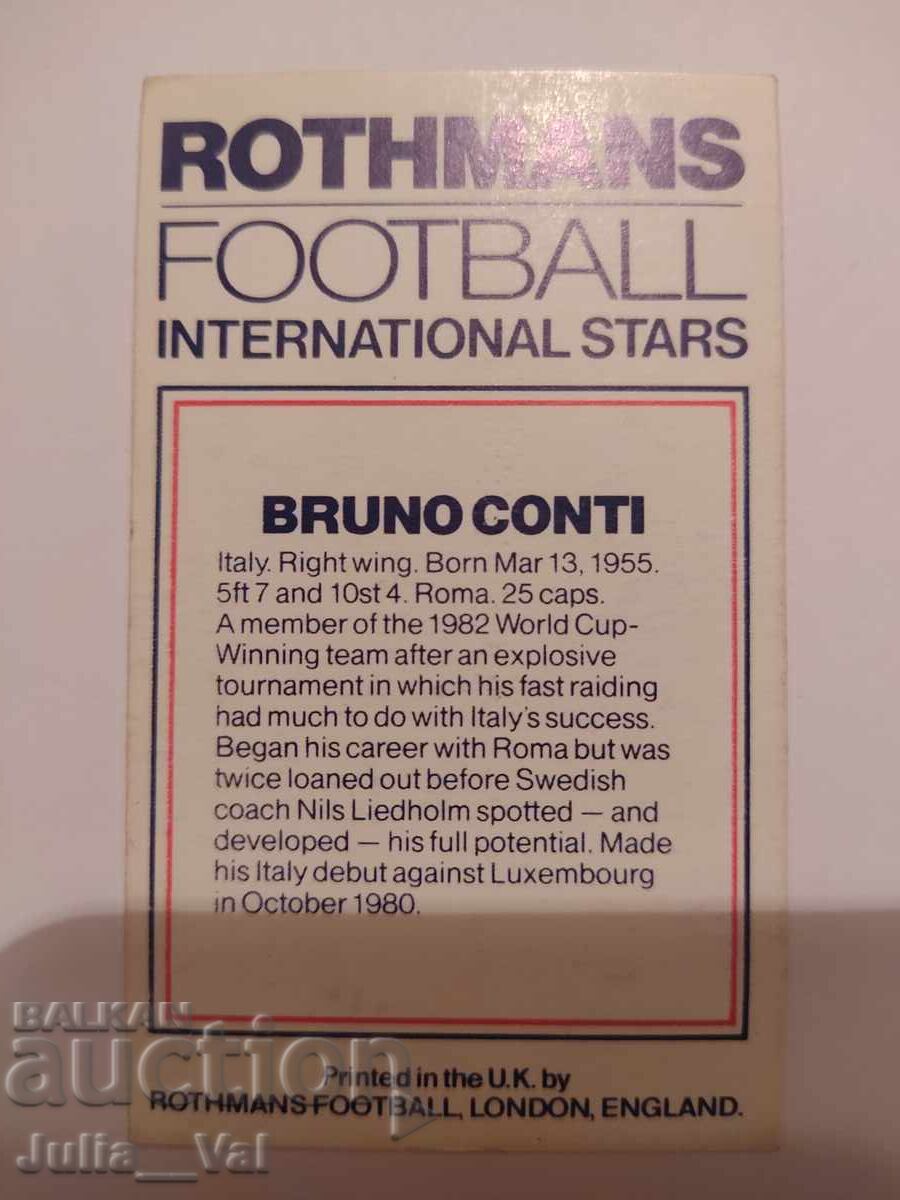 ROTHMANS
FOOTBALL
INTERNATIONAL STARS
BRUNO CONTI
Italy. Right wing. Born Mar 13, 1955.
5ft 7 and 10st 4. Roma. 25 caps.
A member of the 1982 World Cup-
Winning team after an explosive
tournament in which his fast raiding
had much to do with Italy's success.
Began his career with Roma but was
twice loaned out before Swedish
coach Nils Liedholm spotted — and
developed — his full potential. Made
his Italy debut against Luxembourg
in October 1980.
BALKAN
auction
Printed in the U.K. by
ROTHMANS FOOTBALL, LONDON, ENGLAND.
Julia__Val